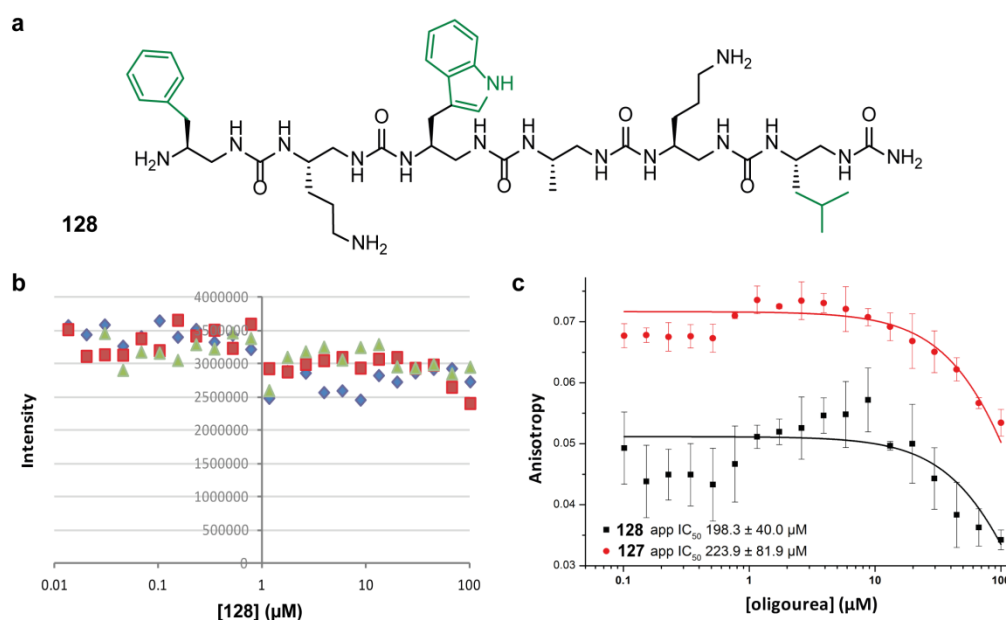 a
NH
NH₂
O H N H N O H N H N O H N H N O
H₂N N H O N H N H O N H N H O N H NH₂
NH₂
128
b
Intensity
4000000
3500000
3000000
2500000
2000000
1500000
1000000
500000
0
0.01 0.1 1 10 100
[128] (µM)
c
Anisotropy
0.07
0.06
0.05
0.04
0.03
128 app IC₅₀ 198.3 ± 40.0 µM
127 app IC₅₀ 223.9 ± 81.9 µM
0.1 1 10 100
[oligourea] (µM)